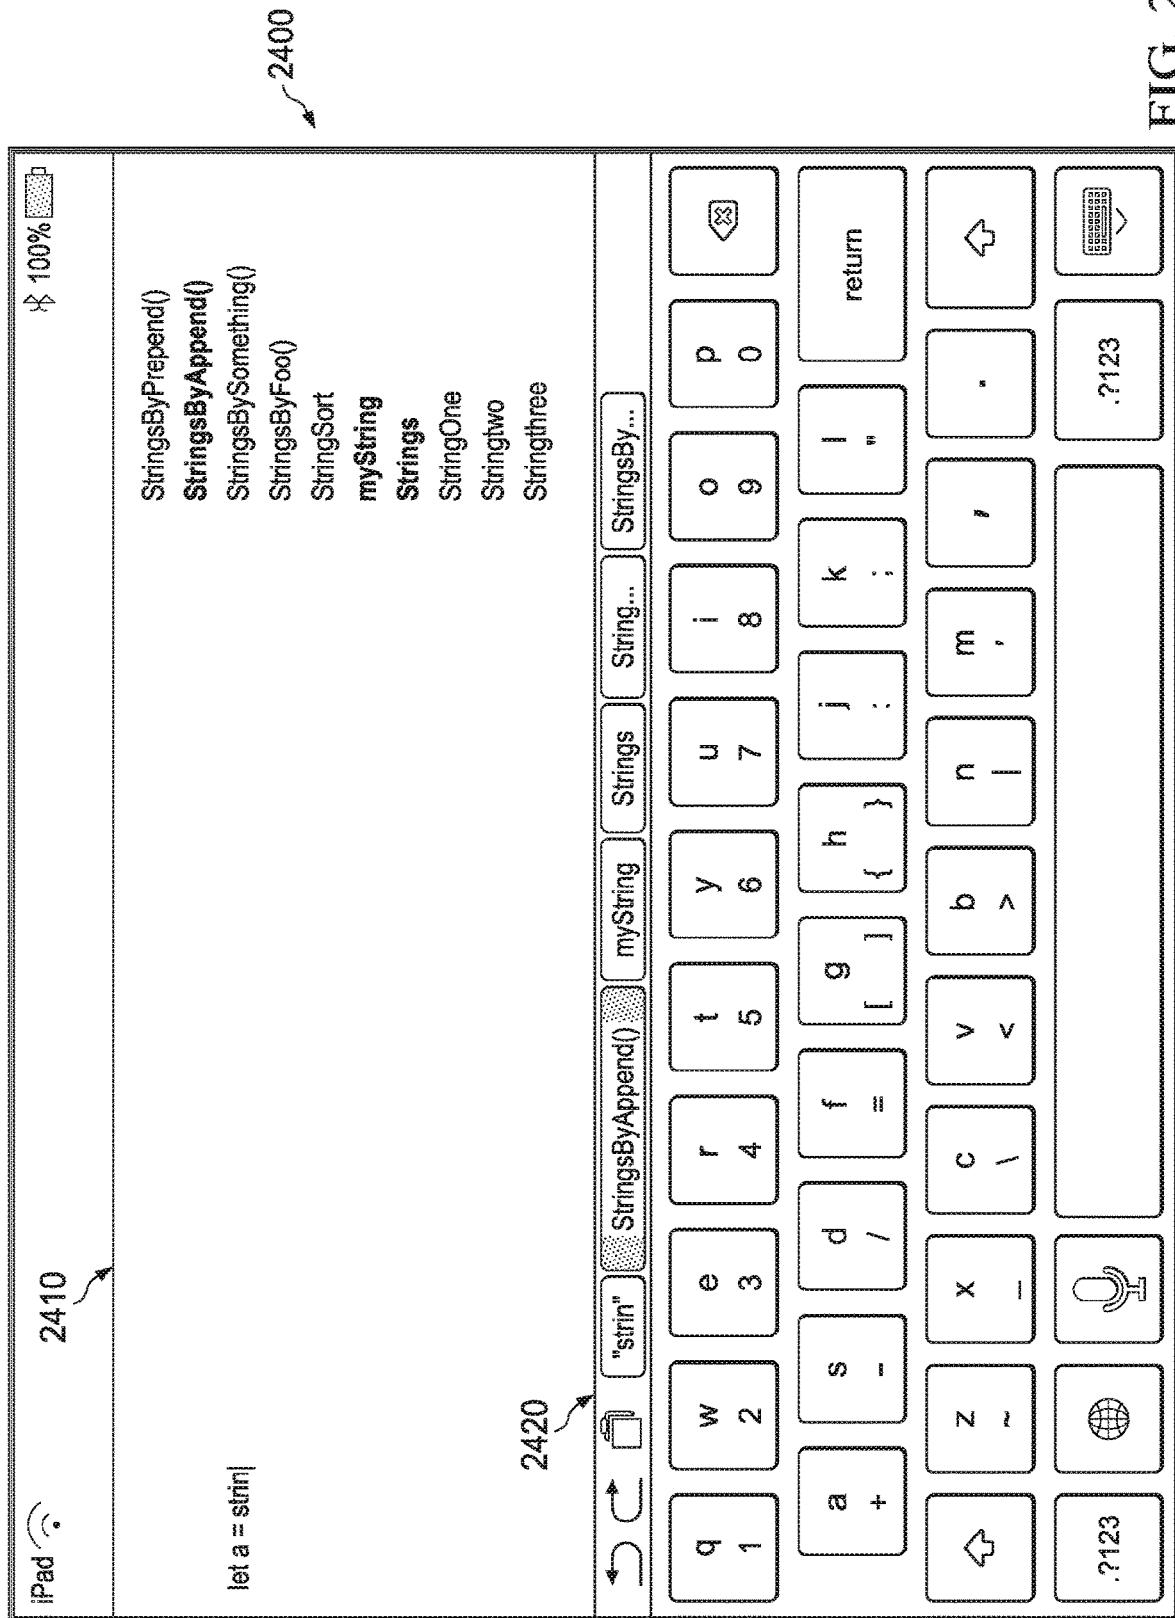 2400
iPad 100%
2410
StringsByPrepend()
StringsByAppend()
let a = strin StringsBySomething()
StringsByFoo()
StringSort
myString
Strings
StringOne
Stringtwo
Stringthree
2420
"strin" StringsByAppend() myString Strings String... StringsBy...
q w e r t y u i o p
1 2 3 4 5 6 7 8 9 0
a s d f g h j k l return
+ - / = [ ] { } : ; "
z x c v b n m , .
~ _ \ < > | '
.?123 .?123
FIG. 2